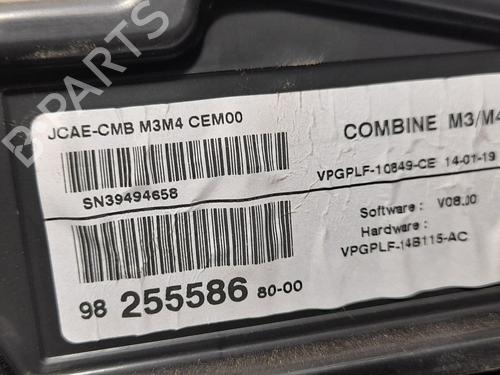 B-PARTS
JCAE-CMB M3M4 CEM00
SN39494658
98 255586 80-00
COMBINE M3/M4
VPGPLF-10849-CE 14-01-19
Software : V08.00
Hardware :
VPGPLF-14B115-AC